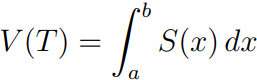 V(T) = ∫_a^b S(x) dx